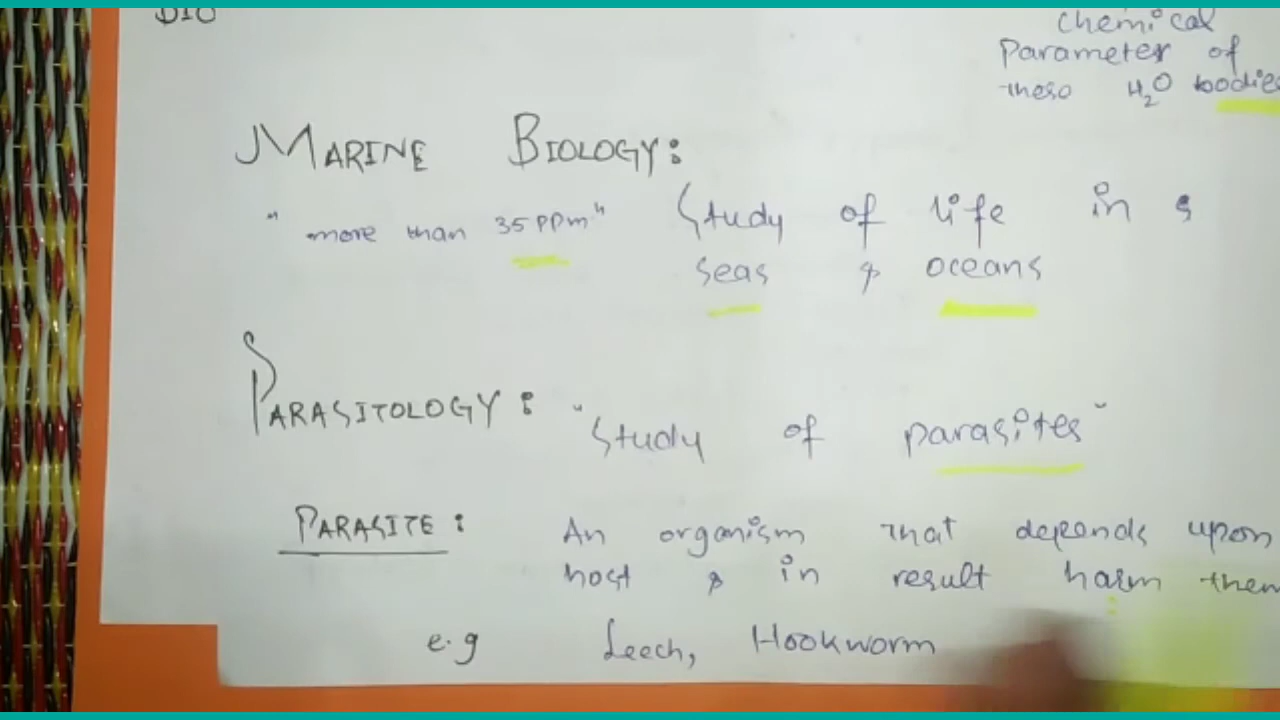 BIO
chemical
Parameter of
these H₂O bodies
MARINE BIOLOGY:
"more than 35 ppm" Study of life in s
seas & oceans
PARASITOLOGY: "Study of parasites"
PARASITE: An organism that depends upon
host & in result harm them
e.g Leech, Hookworm